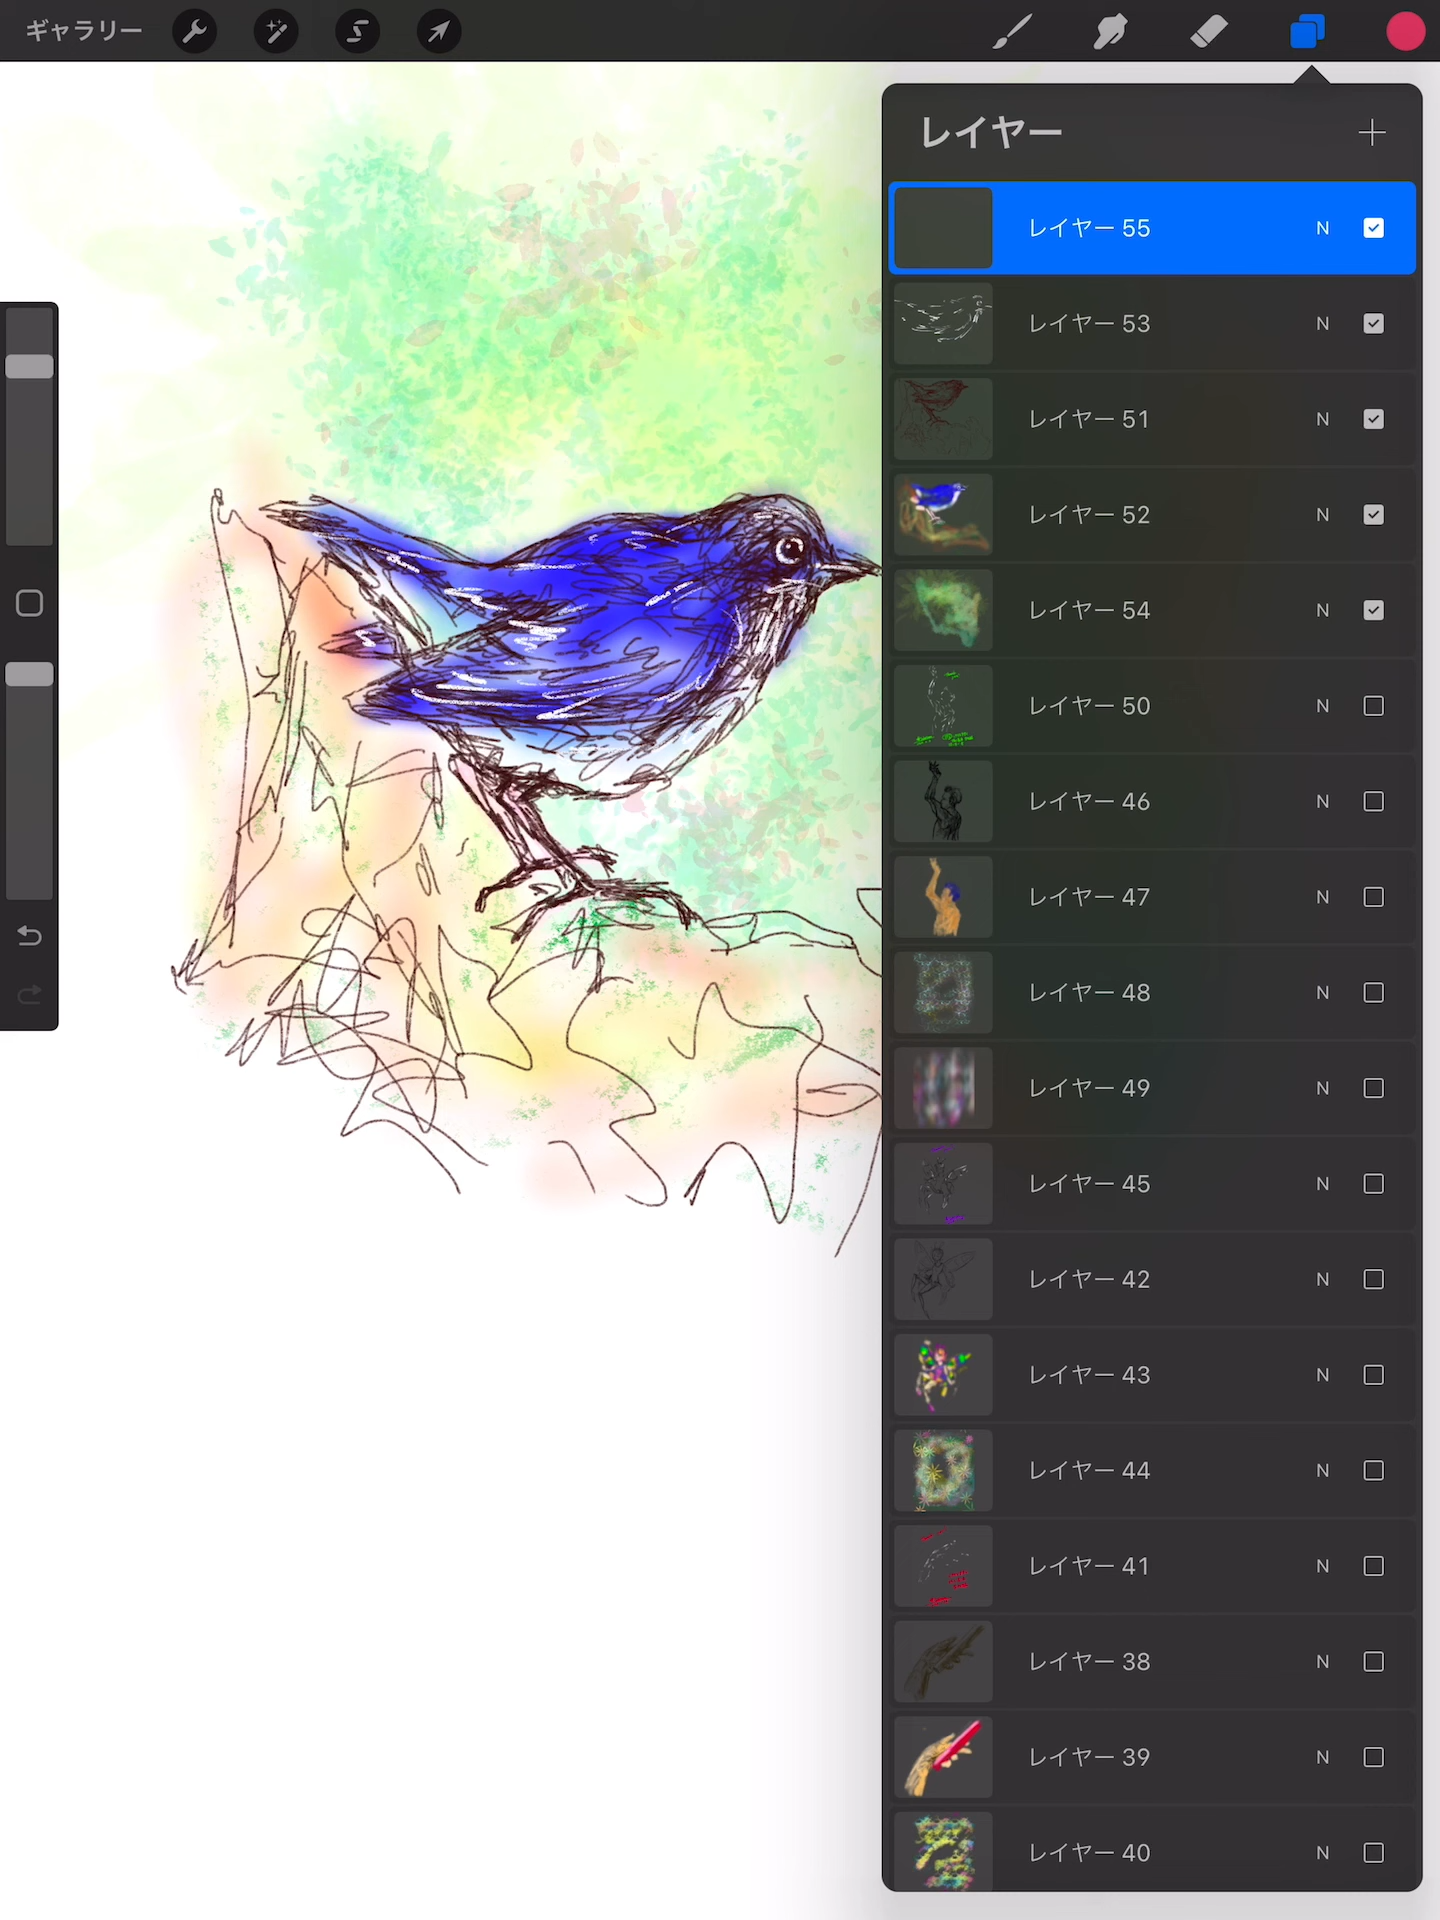 ギャラリー
レイヤー
レイヤー 55 N
レイヤー 53 N
レイヤー 51 N
レイヤー 52 N
レイヤー 54 N
レイヤー 50 N
レイヤー 46 N
レイヤー 47 N
レイヤー 48 N
レイヤー 49 N
レイヤー 45 N
レイヤー 42 N
レイヤー 43 N
レイヤー 44 N
レイヤー 41 N
レイヤー 38 N
レイヤー 39 N
レイヤー 40 N